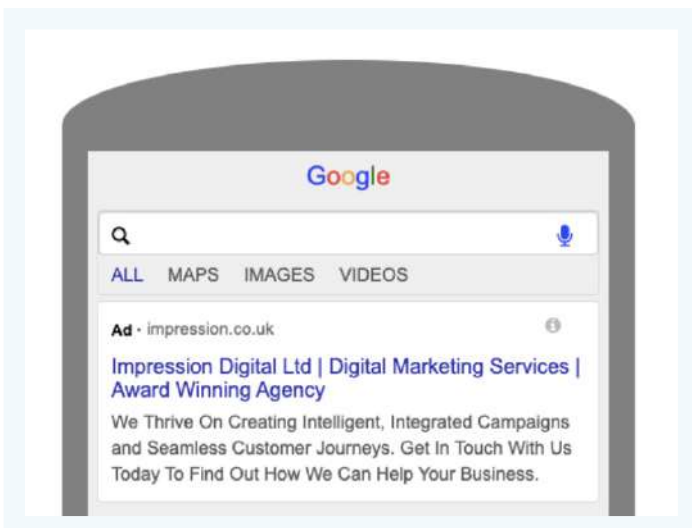 Google
ALL MAPS IMAGES VIDEOS
Ad · impression.co.uk
Impression Digital Ltd | Digital Marketing Services |
Award Winning Agency
We Thrive On Creating Intelligent, Integrated Campaigns
and Seamless Customer Journeys. Get In Touch With Us
Today To Find Out How We Can Help Your Business.